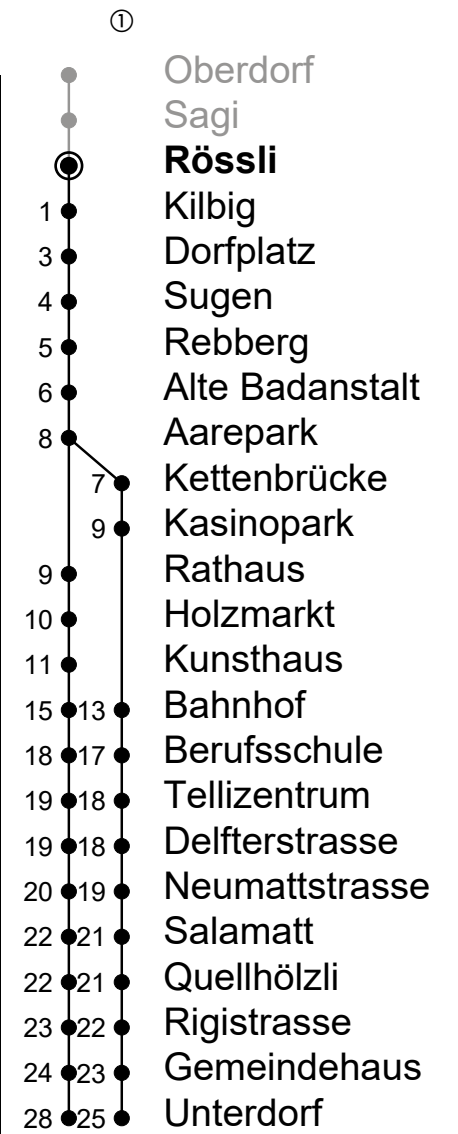 ①
Oberdorf
Sagi
Rössli
1 Kilbig
3 Dorfplatz
4 Sugen
5 Rebberg
6 Alte Badanstalt
8 Aarepark
7 Kettenbrücke
9 Kasinopark
9 Rathaus
10 Holzmarkt
11 Kunsthaus
15 13 Bahnhof
18 17 Berufsschule
19 18 Tellizentrum
19 18 Delfterstrasse
20 19 Neumattstrasse
22 21 Salamatt
22 21 Quellhölzli
23 22 Rigistrasse
24 23 Gemeindehaus
28 25 Unterdorf